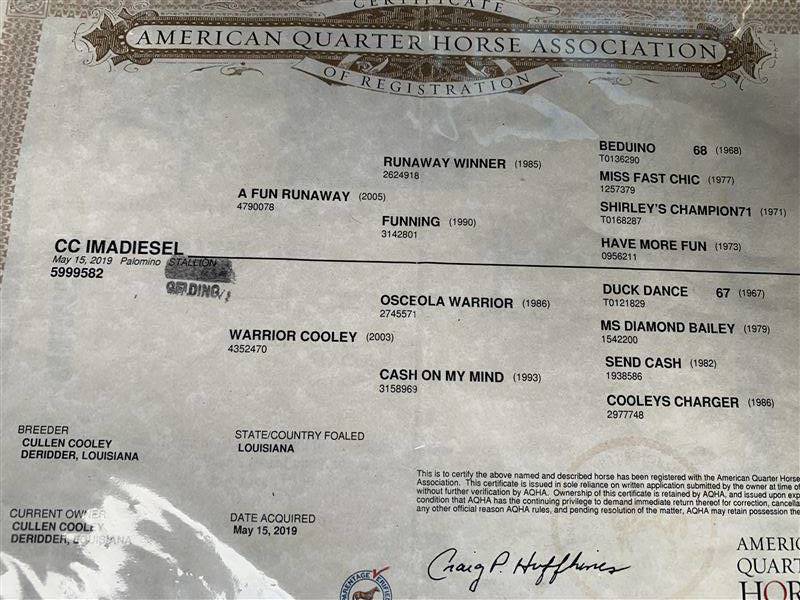 CERTIFICATE
AMERICAN QUARTER HORSE ASSOCIATION
OF REGISTRATION
BEDUINO 68 (1968)
T0136290
RUNAWAY WINNER (1985)
2624918
MISS FAST CHIC (1977)
1257379
A FUN RUNAWAY (2005)
4790078
SHIRLEY'S CHAMPION71 (1971)
T0168287
FUNNING (1990)
3142801
HAVE MORE FUN (1973)
0956211
CC IMADIESEL
May 15, 2019 Palomino STALLION
5999582
GELDING
DUCK DANCE 67 (1967)
T0121829
OSCEOLA WARRIOR (1986)
2745571
MS DIAMOND BAILEY (1979)
1542200
WARRIOR COOLEY (2003)
4352470
SEND CASH (1982)
1938586
CASH ON MY MIND (1993)
3158969
COOLEYS CHARGER (1986)
2977748
BREEDER
CULLEN COOLEY
DERIDDER, LOUISIANA
STATE/COUNTRY FOALED
LOUISIANA
This is to certify the above named and described horse has been registered with the American Quarter Horse
Association. This certificate is issued in sole reliance on written application submitted by the owner at time of
without further verification by AQHA. Ownership of this certificate is retained by AQHA, and issued upon exp
condition that AQHA has the continuing privilege to demand immediate return thereof for correction, cancella
any other official reason AQHA rules, and pending resolution of the matter, AQHA may retain possession the
CURRENT OWNER
CULLEN COOLEY
DERIDDER, LOUISIANA
DATE ACQUIRED
May 15, 2019
Craig P. Huffhines
PARENTAGE VERIFIED
AMERIC
QUART
HOR